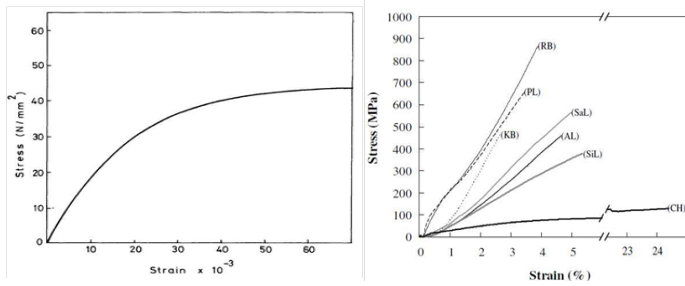 60
50
40
30
20
10
0
10 20 30 40 50 60
Stress (N/mm²)
Strain x 10⁻³
1000
900
800
700
600
500
400
300
200
100
0
0 1 2 3 4 5 23 24
Stress (MPa)
Strain (%)
(RB)
(PL)
(KB)
(SaL)
(AL)
(SiL)
(CH)